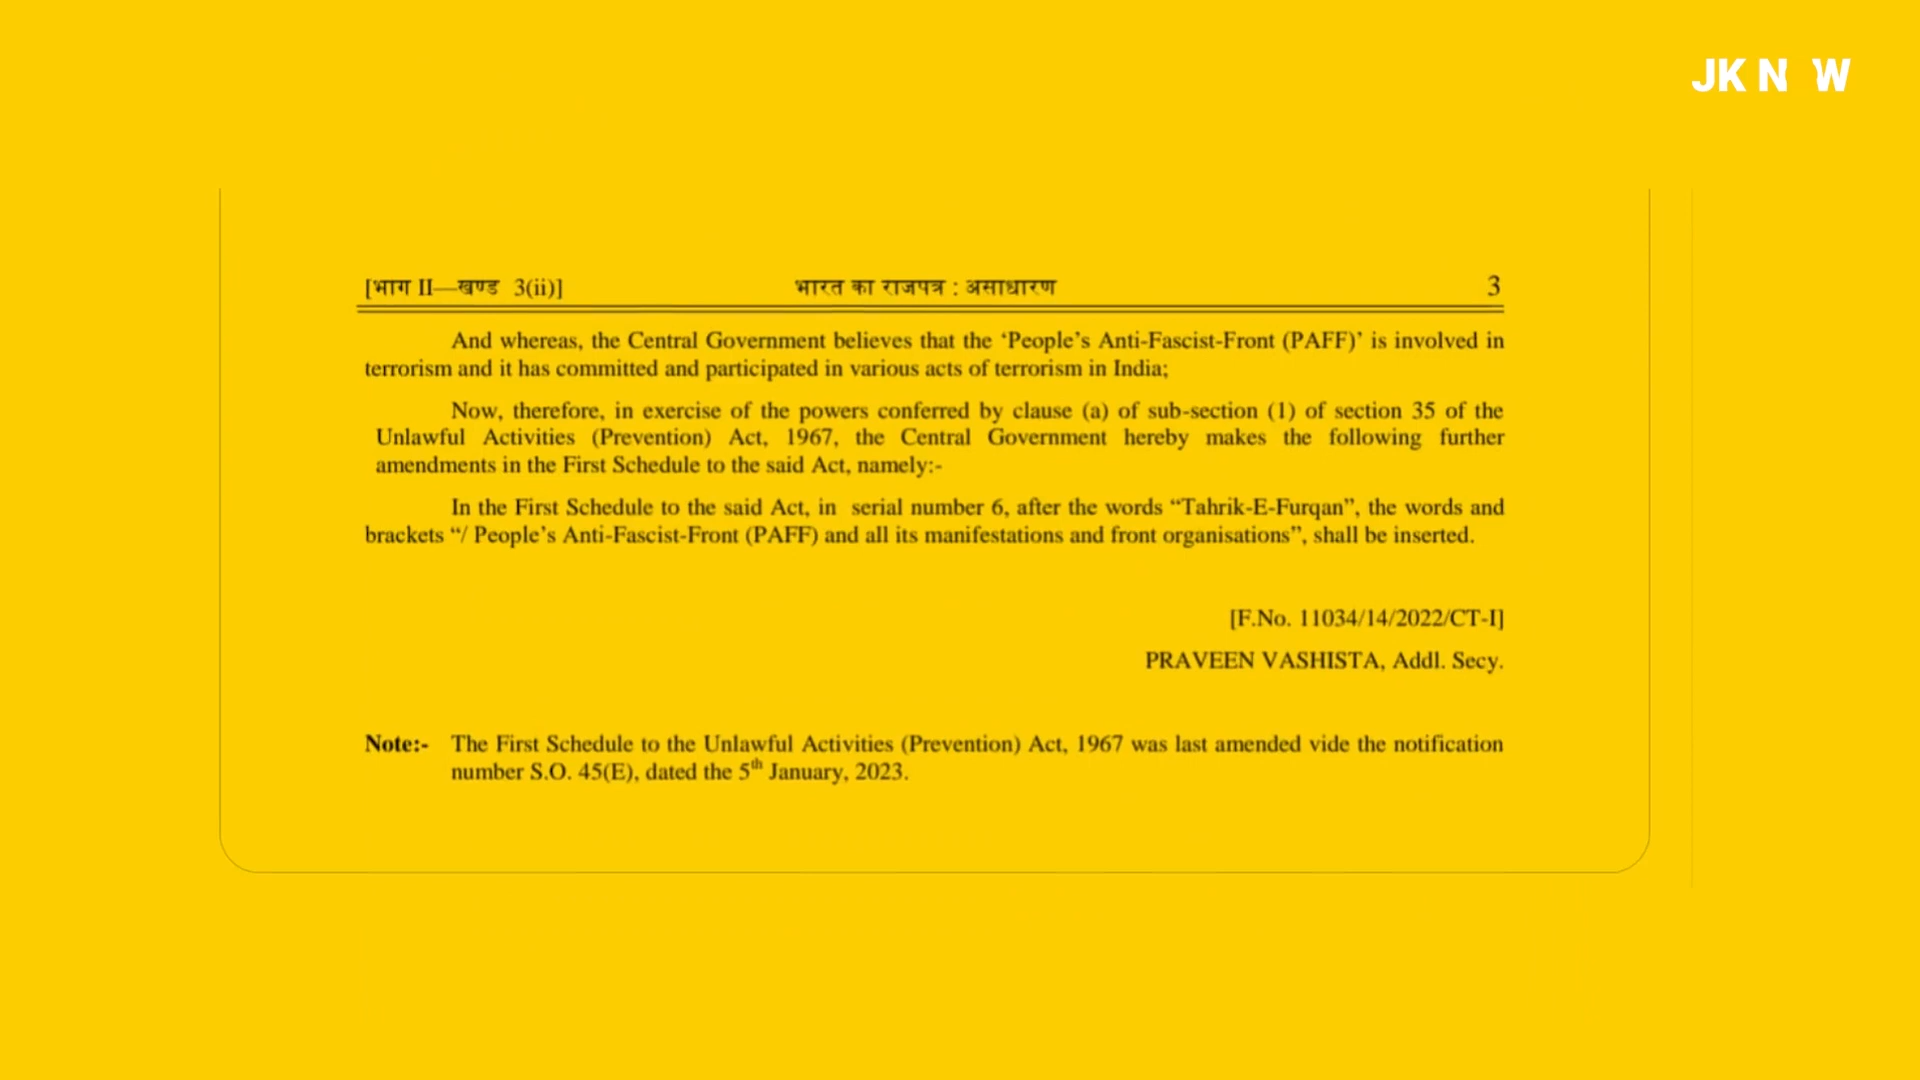 JK N W
[भाग II—खण्ड 3(ii)] भारत का राजपत्र : असाधारण 3
And whereas, the Central Government believes that the ‘People’s Anti-Fascist-Front (PAFF)’ is involved in
terrorism and it has committed and participated in various acts of terrorism in India;
Now, therefore, in exercise of the powers conferred by clause (a) of sub-section (1) of section 35 of the
Unlawful Activities (Prevention) Act, 1967, the Central Government hereby makes the following further
amendments in the First Schedule to the said Act, namely:-
In the First Schedule to the said Act, in serial number 6, after the words “Tahrik-E-Furqan”, the words and
brackets “/ People’s Anti-Fascist-Front (PAFF) and all its manifestations and front organisations”, shall be inserted.
[F.No. 11034/14/2022/CT-I]
PRAVEEN VASHISTA, Addl. Secy.
Note:- The First Schedule to the Unlawful Activities (Prevention) Act, 1967 was last amended vide the notification
number S.O. 45(E), dated the 5th January, 2023.